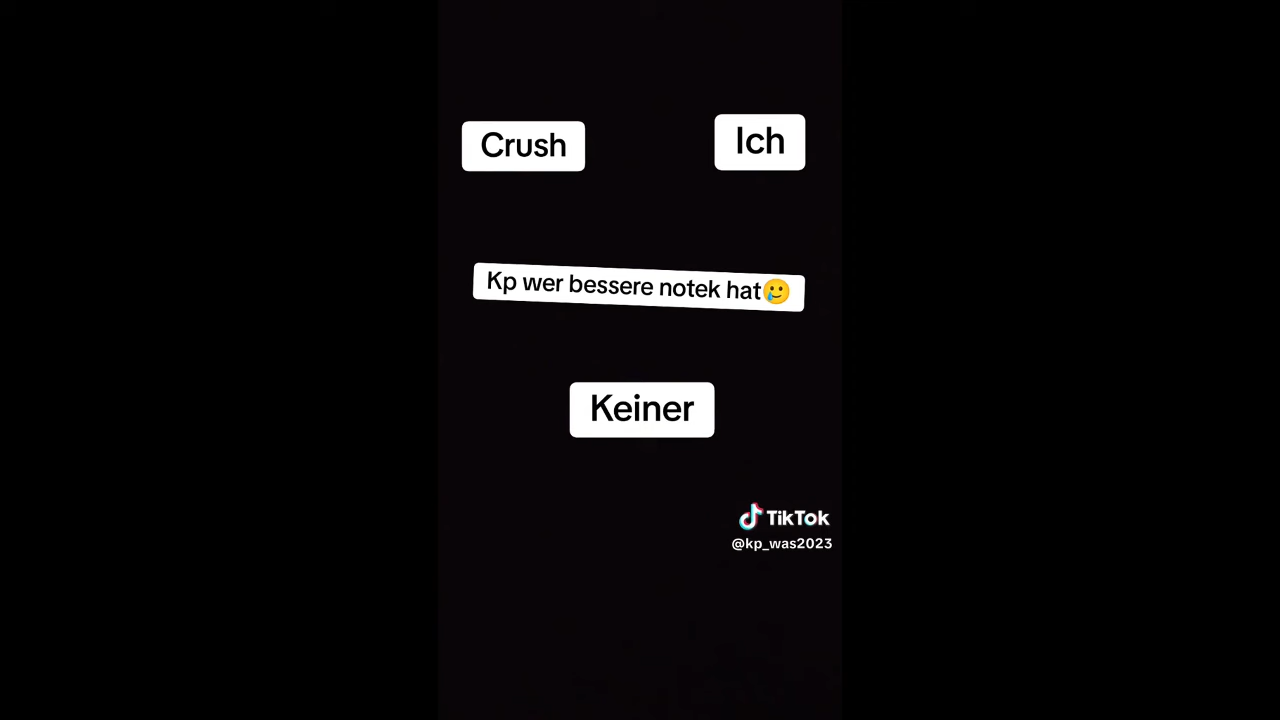 Crush
Ich
Kp wer bessere notek hat🥲
Keiner
TikTok
@kp_was2023